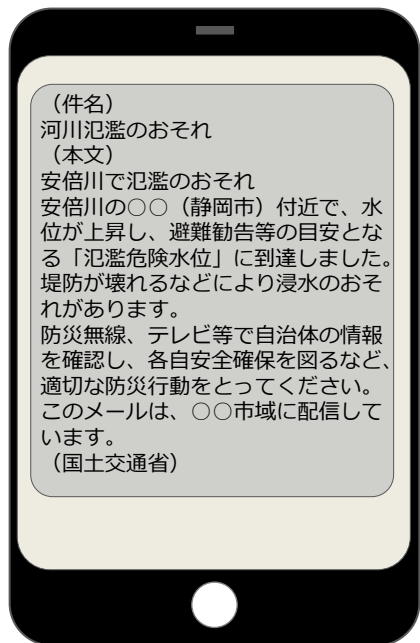 （件名）
河川氾濫のおそれ
（本文）
安倍川で氾濫のおそれ
安倍川の○○（静岡市）付近で、水
位が上昇し、避難勧告等の目安とな
る「氾濫危険水位」に到達しました。
堤防が壊れるなどにより浸水のおそ
れがあります。
防災無線、テレビ等で自治体の情報
を確認し、各自安全確保を図るなど、
適切な防災行動をとってください。
このメールは、○○市域に配信して
います。
（国土交通省）